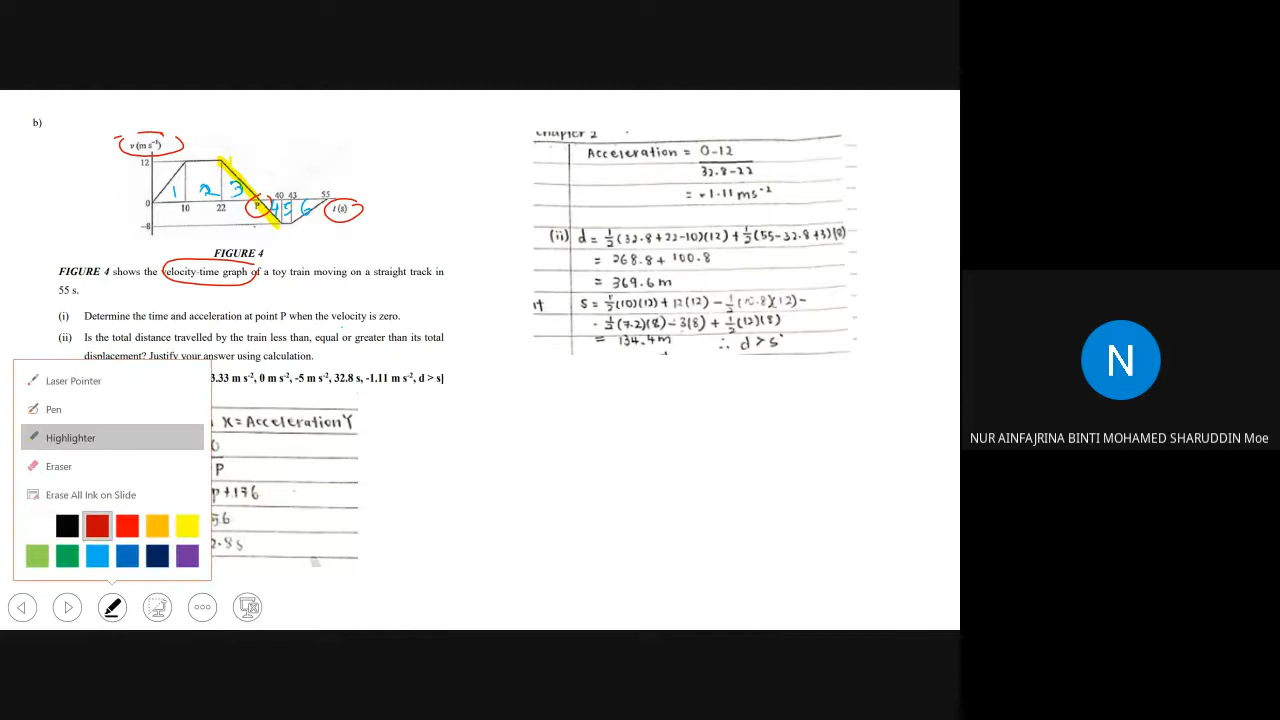 b)
v (m s⁻¹)
12
1 2 3 P 4 5 6
40 43 55
0 10 22 t (s)
-8
FIGURE 4
FIGURE 4 shows the velocity-time graph of a toy train moving on a straight track in
55 s.
(i) Determine the time and acceleration at point P when the velocity is zero.
(ii) Is the total distance travelled by the train less than, equal or greater than its total
displacement? Justify your answer using calculation.
3.33 m s⁻², 0 m s⁻², -5 m s⁻², 32.8 s, -1.11 m s⁻², d > s]
Laser Pointer
Pen
Highlighter
Eraser
Erase All Ink on Slide
X = Acceleration Y
P
P+176
2.8s
Chapter 2
Acceleration = 0-12
32.8-22
= -1.11 ms⁻²
(ii) d = ½(32.8+22-10)(12) + ½(55-32.8+3)(8)
= 268.8 + 100.8
= 369.6 m
s = ½(10)(12) + 12(12) - ½(10.8)(12) -
½(7.2)(8) - 3(8) + ½(12)(8)
= 134.4 m ∴ d > s
N
NUR AINFAJRINA BINTI MOHAMED SHARUDDIN Moe